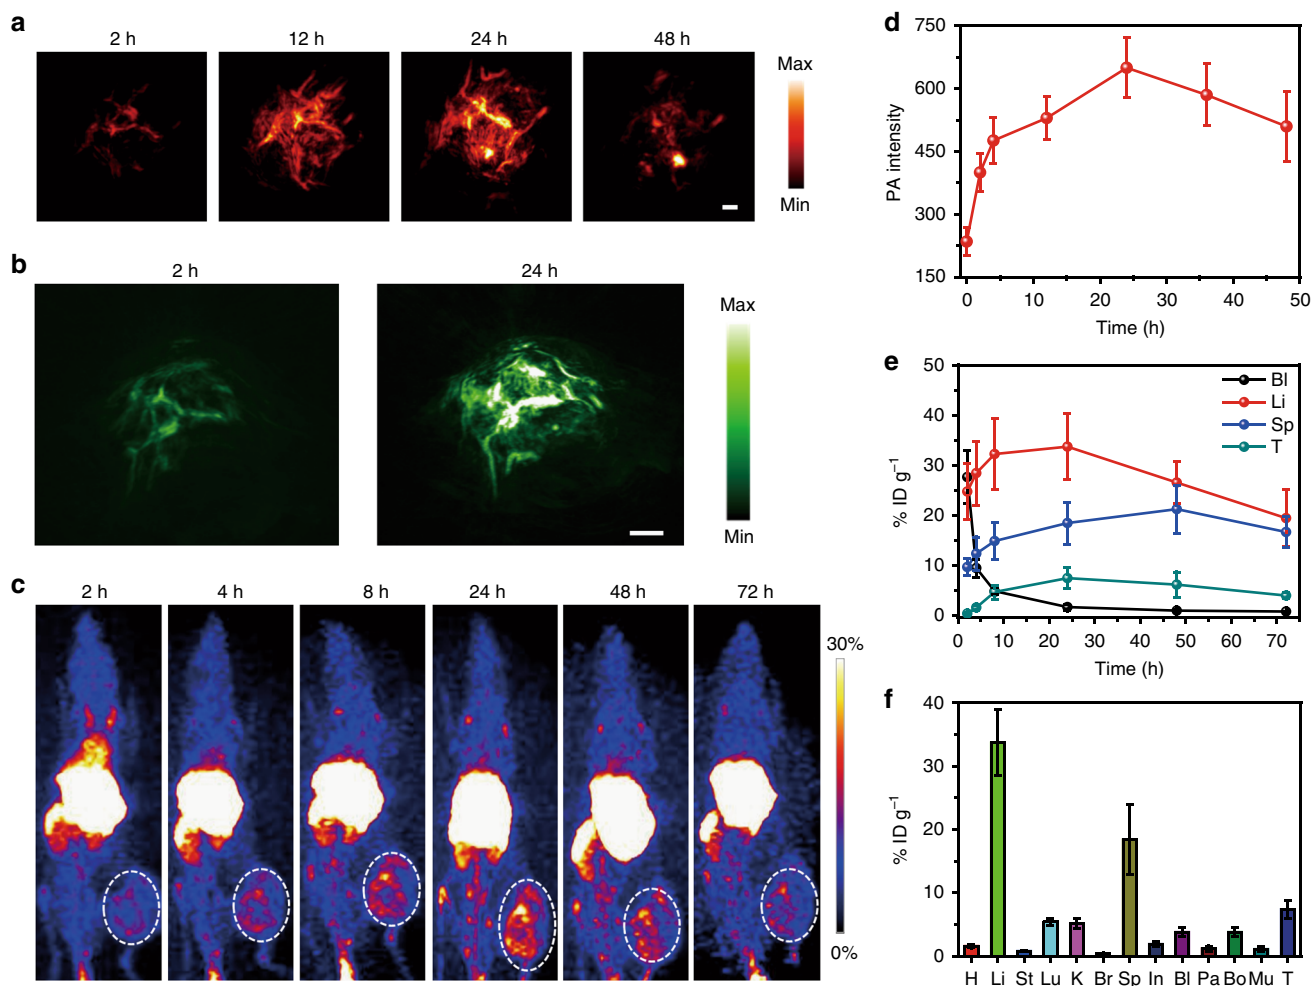 a
2 h 12 h 24 h 48 h
Max
Min
b
2 h 24 h
Max
Min
c
2 h 4 h 8 h 24 h 48 h 72 h
30%
0%
d
750
600
450
300
150
PA intensity
0 10 20 30 40 50
Time (h)
e
50
40
30
20
10
0
% ID g⁻¹
Bl
Li
Sp
T
0 10 20 30 40 50 60 70
Time (h)
f
40
30
20
10
0
% ID g⁻¹
H Li St Lu K Br Sp In Bl Pa Bo Mu T